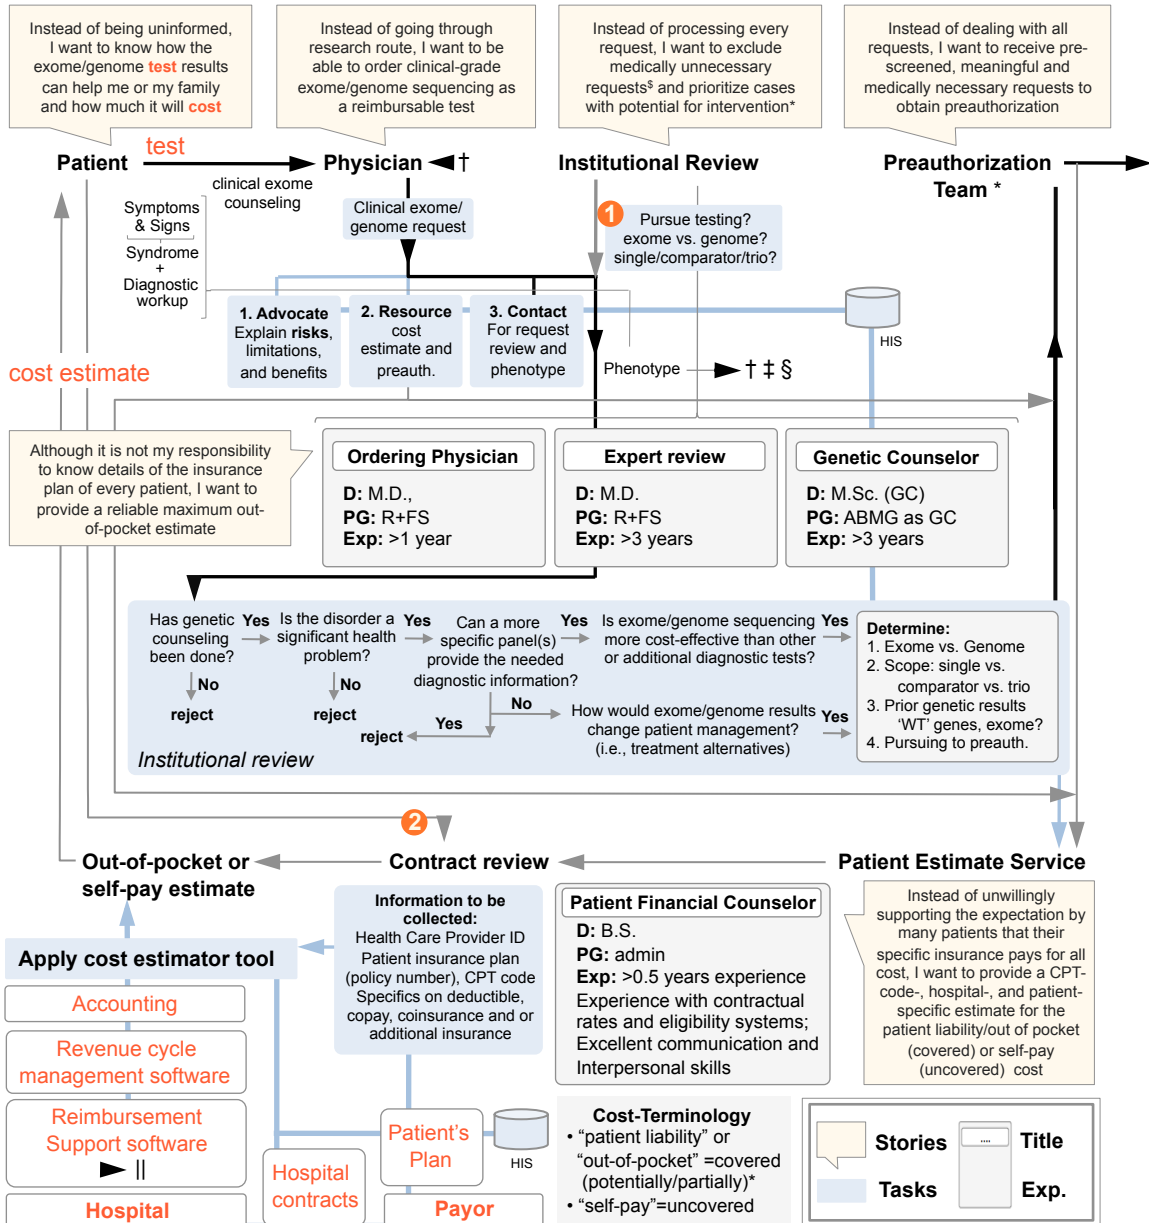 Instead of being uninformed,
I want to know how the
exome/genome test results
can help me or my family
and how much it will cost
Instead of going through
research route, I want to be
able to order clinical-grade
exome/genome sequencing as
a reimbursable test
Instead of processing every
request, I want to exclude
medically unnecessary
requests$ and prioritize cases
with potential for intervention*
Instead of dealing with all
requests, I want to receive pre-
screened, meaningful and
medically necessary requests to
obtain preauthorization
Patient
test
Physician
†
Institutional Review
Preauthorization
Team *
clinical exome
counseling
Symptoms
& Signs
Syndrome
+
Diagnostic
workup
Clinical exome/
genome request
1
Pursue testing?
exome vs. genome?
single/comparator/trio?
1. Advocate
Explain risks,
limitations,
and benefits
2. Resource
cost
estimate and
preauth.
3. Contact
For request
review and
phenotype
HIS
Phenotype
† ‡ §
cost estimate
Although it is not my responsibility
to know details of the insurance
plan of every patient, I want to
provide a reliable maximum out-
of-pocket estimate
Ordering Physician
D: M.D.,
PG: R+FS
Exp: >1 year
Expert review
D: M.D.
PG: R+FS
Exp: >3 years
Genetic Counselor
D: M.Sc. (GC)
PG: ABMG as GC
Exp: >3 years
Has genetic
counseling
been done?
Yes
No
reject
Is the disorder a
significant health
problem?
Yes
No
reject
Can a more
specific panel(s)
provide the needed
diagnostic information?
Yes
No
Yes
reject
Is exome/genome sequencing
more cost-effective than other
or additional diagnostic tests?
Yes
How would exome/genome results
change patient management?
(i.e., treatment alternatives)
Yes
Determine:
1. Exome vs. Genome
2. Scope: single vs.
comparator vs. trio
3. Prior genetic results
‘WT’ genes, exome?
4. Pursuing to preauth.
Institutional review
2
Out-of-pocket or
self-pay estimate
Contract review
Patient Estimate Service
Information to be
collected:
Health Care Provider ID
Patient insurance plan
(policy number), CPT code
Specifics on deductible,
copay, coinsurance and or
additional insurance
Patient Financial Counselor
D: B.S.
PG: admin
Exp: >0.5 years experience
Experience with contractual
rates and eligibility systems;
Excellent communication and
Interpersonal skills
Instead of unwillingly
supporting the expectation by
many patients that their
specific insurance pays for all
cost, I want to provide a CPT-
code-, hospital-, and patient-
specific estimate for the
patient liability/out of pocket
(covered) or self-pay
(uncovered) cost
Apply cost estimator tool
Accounting
Revenue cycle
management software
Reimbursement
Support software
||
Hospital
Hospital
contracts
Patient's
Plan
Payor
HIS
Cost-Terminology
• “patient liability” or
“out-of-pocket” =covered
(potentially/partially)*
• “self-pay”=uncovered
Stories
Tasks
....
Title
Exp.